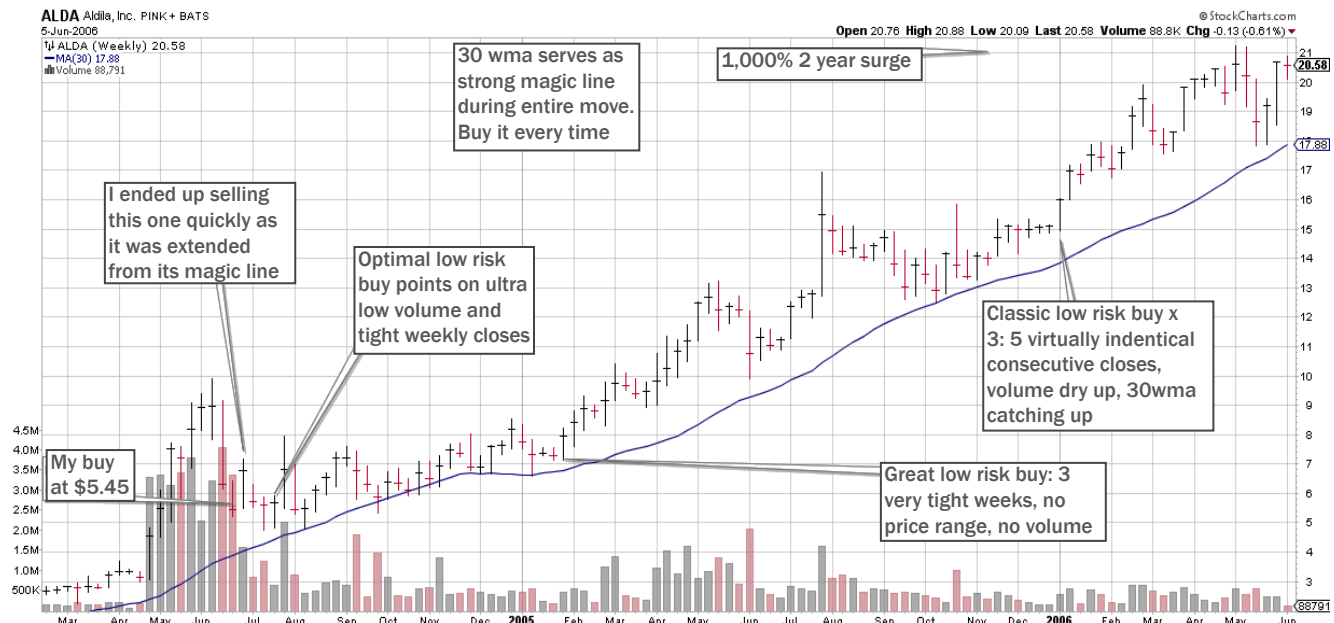 ALDA Aldila, Inc. PINK + BATS
© StockCharts.com
5-Jun-2006
Open 20.76 High 20.88 Low 20.09 Last 20.58 Volume 88.8K Chg -0.13 (-0.61%)
ALDA (Weekly) 20.58
MA(30) 17.88
Volume 88,791
30 wma serves as
strong magic line
during entire move.
Buy it every time
1,000% 2 year surge
I ended up selling
this one quickly as
it was extended
from its magic line
Optimal low risk
buy points on ultra
low volume and
tight weekly closes
Classic low risk buy x
3: 5 virtually indentical
consecutive closes,
volume dry up, 30wma
catching up
My buy
at $5.45
Great low risk buy: 3
very tight weeks, no
price range, no volume
21
20.58
20
19
18
17.88
17
16
15
14
13
12
11
10
9
8
7
6
5
4
3
88791
4.5M
4.0M
3.5M
3.0M
2.5M
2.0M
1.5M
1.0M
500K
Mar Apr May Jun Jul Aug Sep Oct Nov Dec 2005 Feb Mar Apr May Jun Jul Aug Sep Oct Nov Dec 2006 Feb Mar Apr May Jun